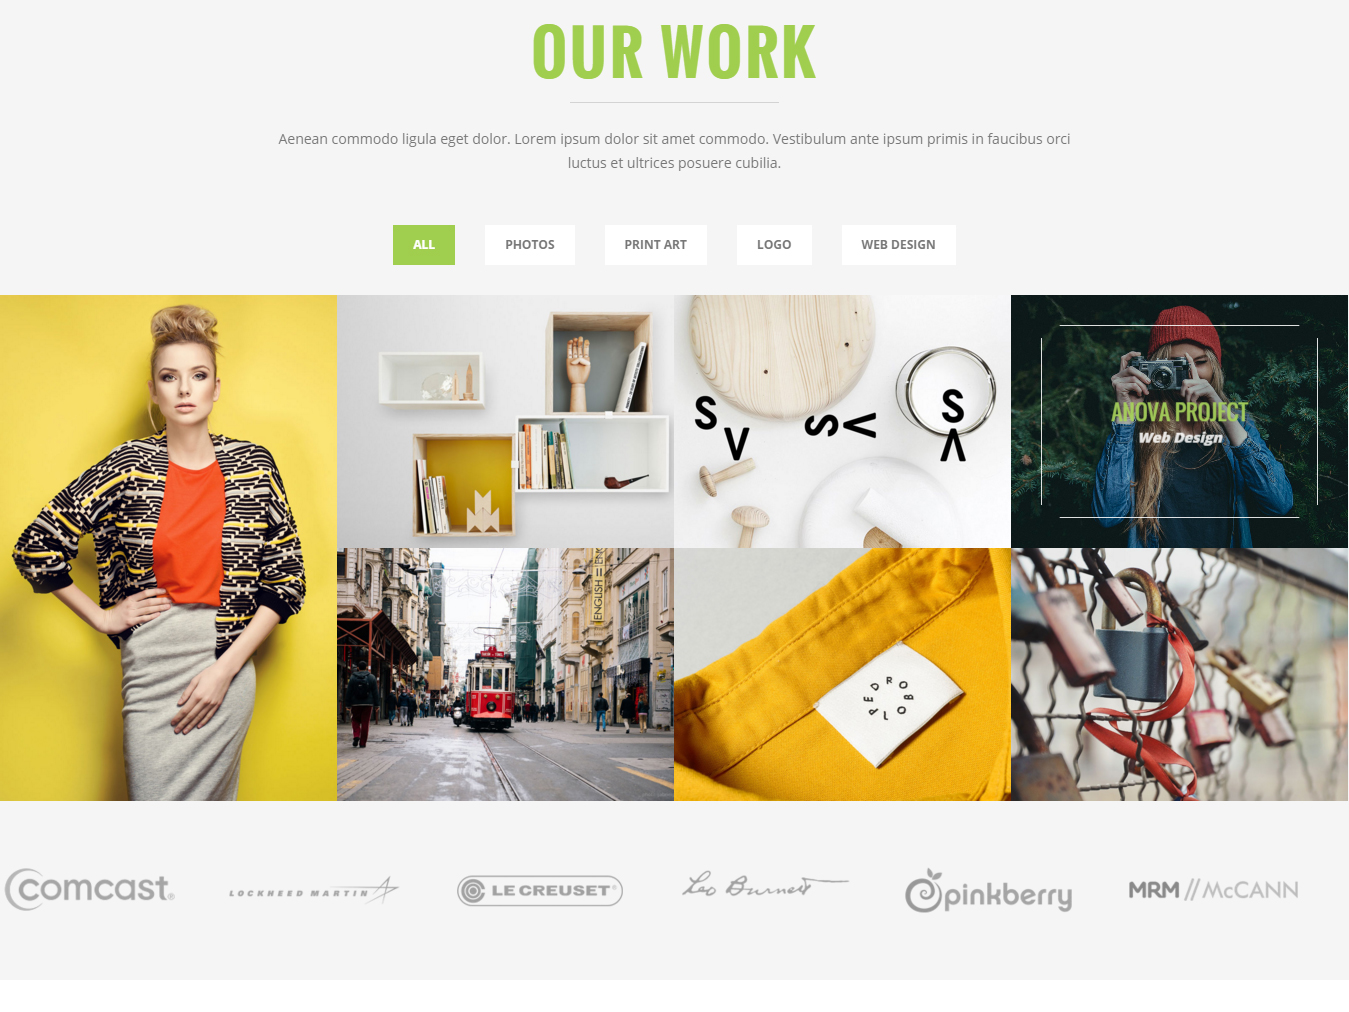 OUR WORK
Aenean commodo ligula eget dolor. Lorem ipsum dolor sit amet commodo. Vestibulum ante ipsum primis in faucibus orci
luctus et ultrices posuere cubilia.
ALL
PHOTOS
PRINT ART
LOGO
WEB DESIGN
S
V
S
V
S
V
ANOVA PROJECT
Web Design
ENGLISH
PEDRO
LOBO
comcast®
LOCKHEED MARTIN
LE CREUSET®
Leo Burnett
pinkberry
MRM//McCANN